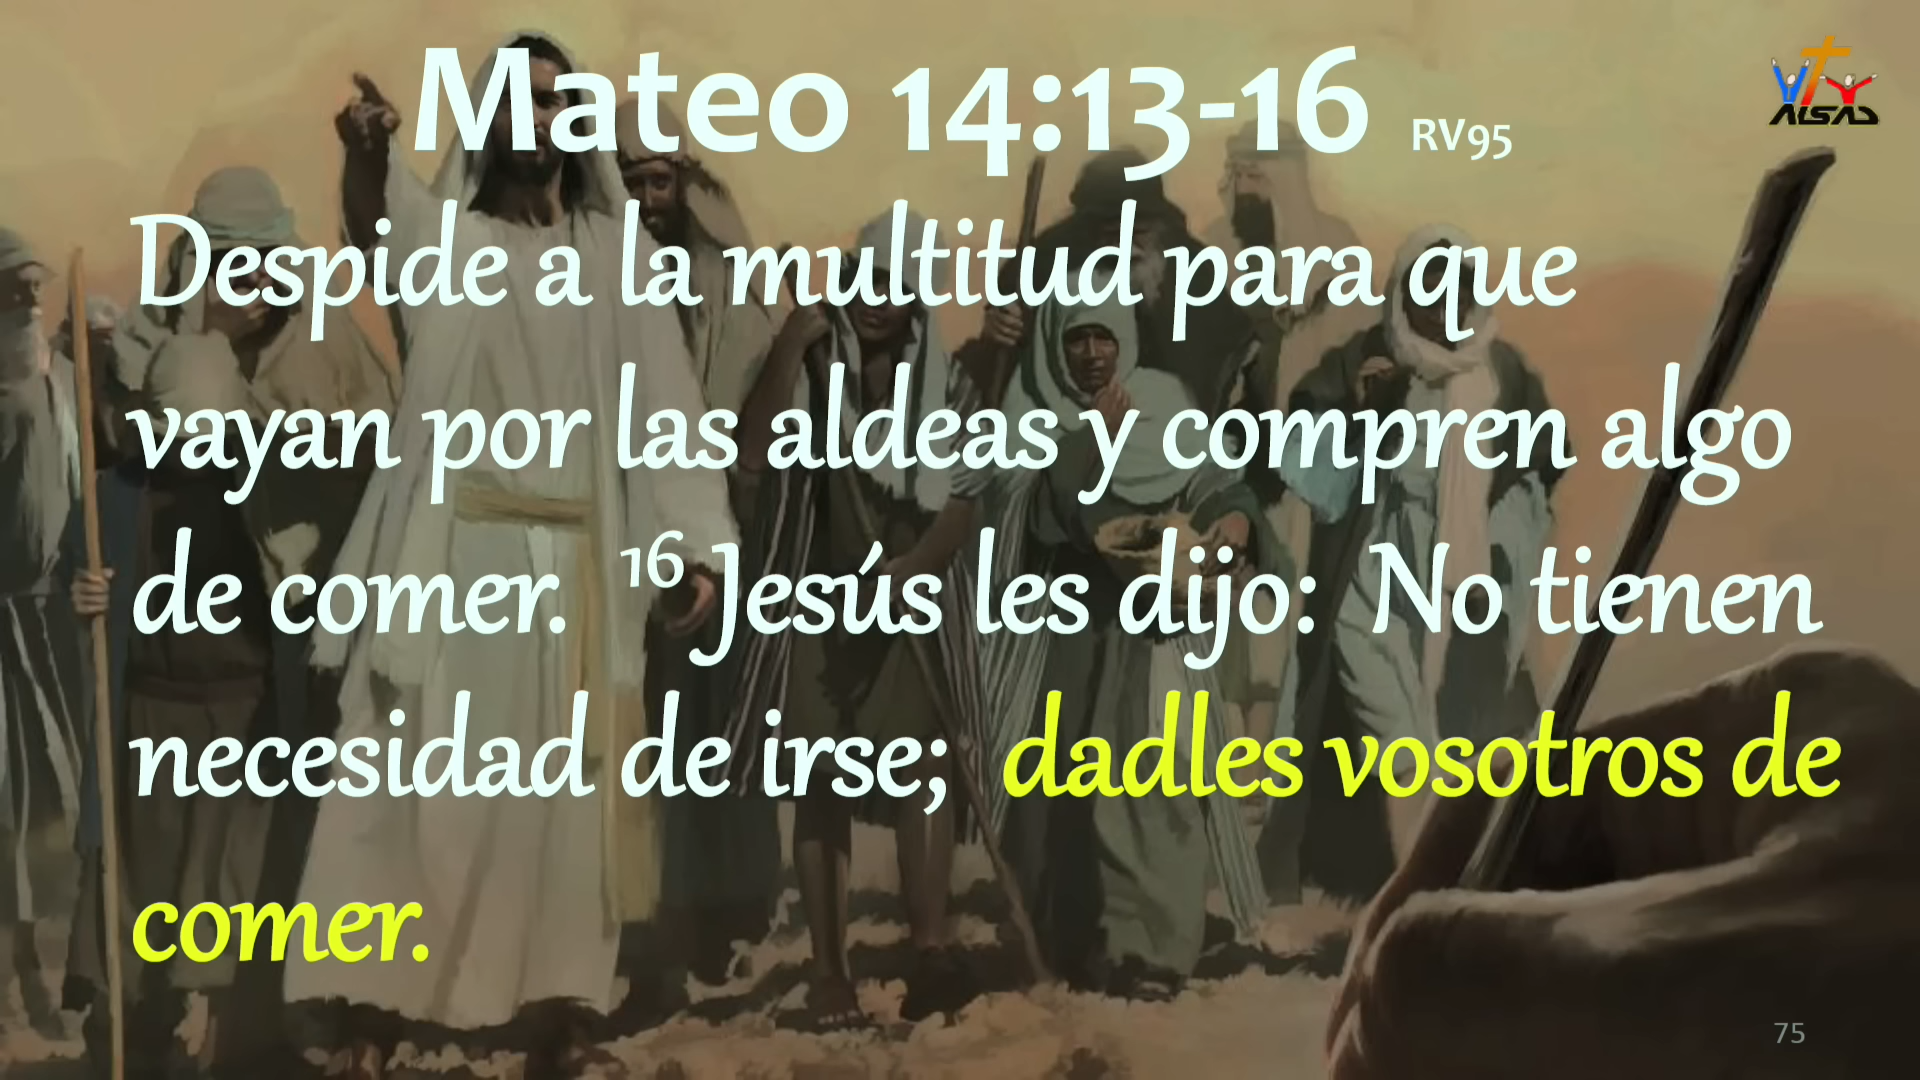 Mateo 14:13-16 RV95
ALSAD
Despide a la multitud para que
vayan por las aldeas y compren algo
de comer. 16 Jesús les dijo: No tienen
necesidad de irse; dadles vosotros de
comer.
75